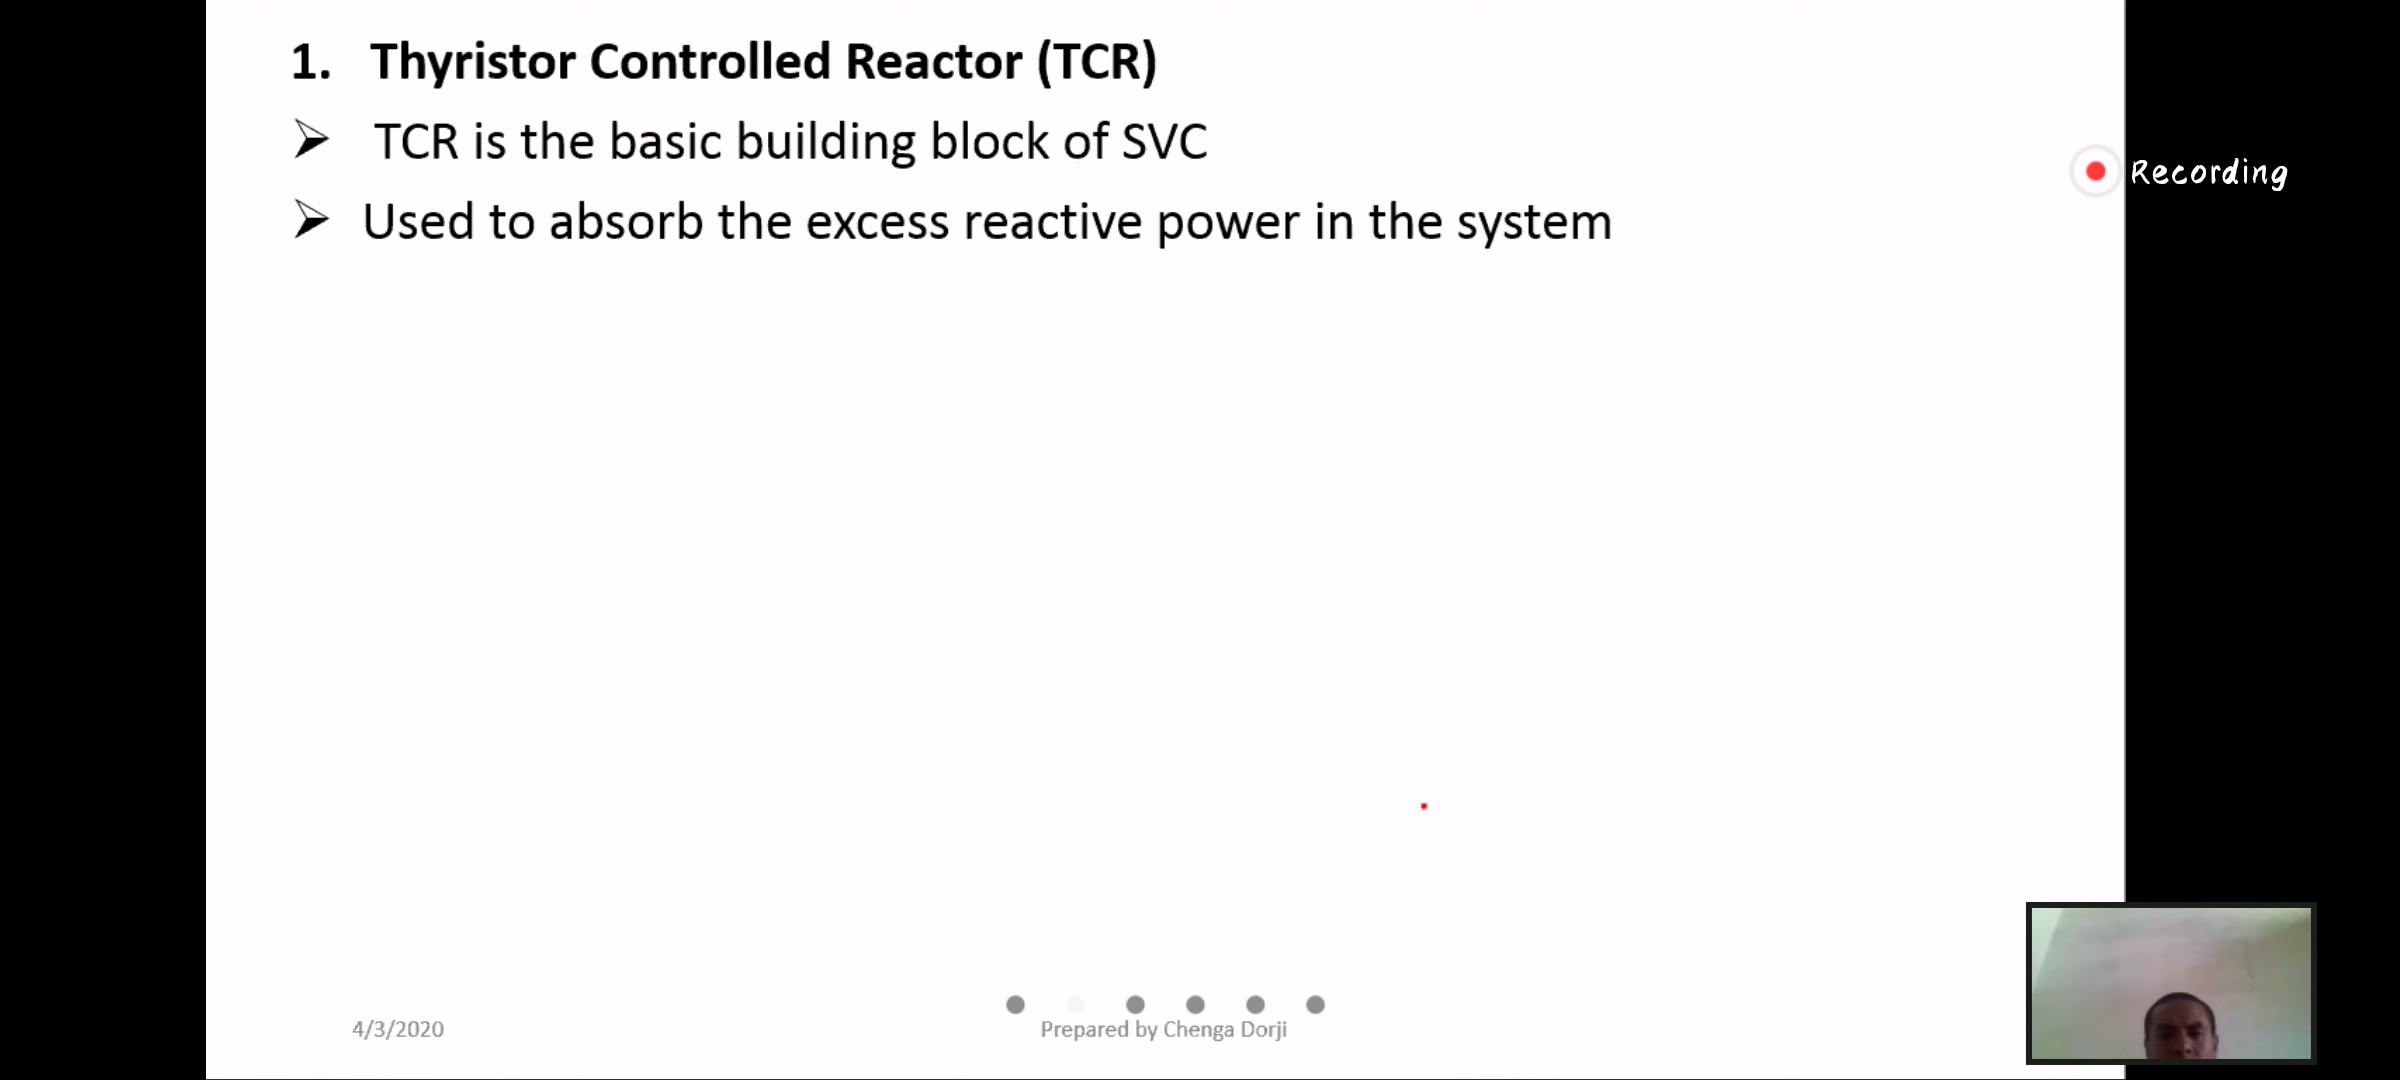 1. Thyristor Controlled Reactor (TCR)
➢ TCR is the basic building block of SVC
Recording
➢ Used to absorb the excess reactive power in the system
4/3/2020
Prepared by Chenga Dorji